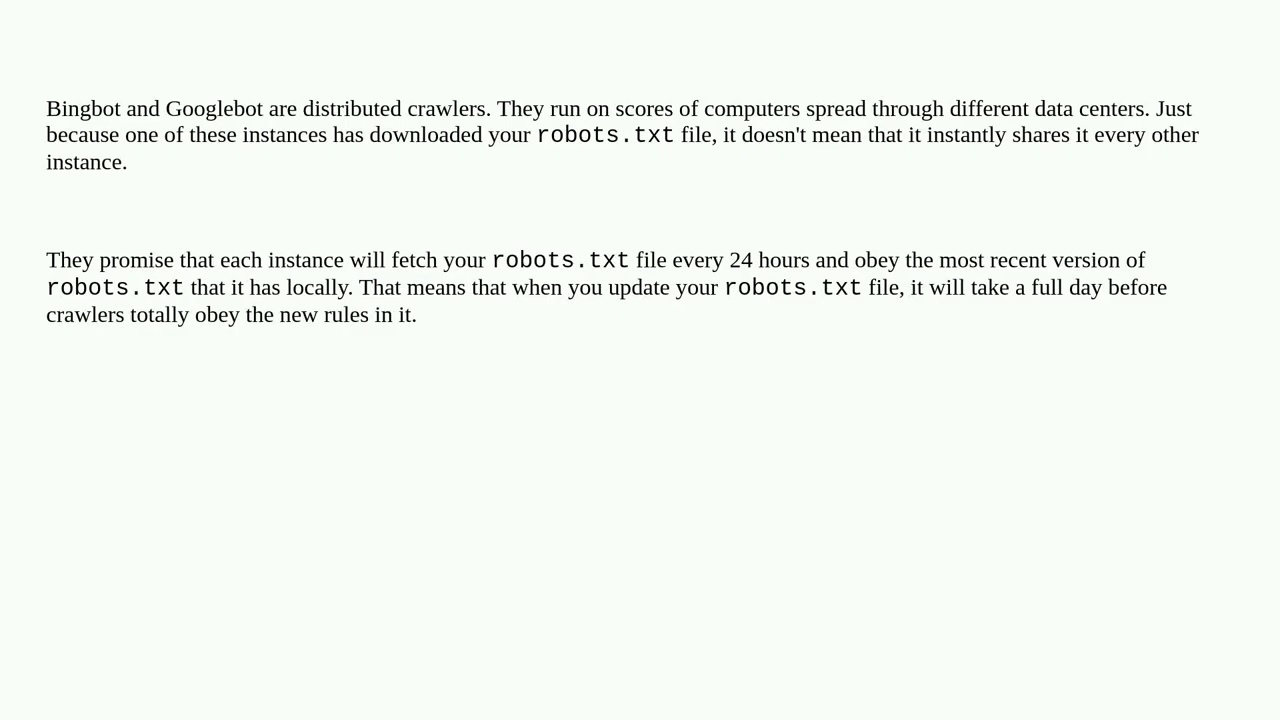 Bingbot and Googlebot are distributed crawlers. They run on scores of computers spread through different data centers. Just
because one of these instances has downloaded your robots.txt file, it doesn't mean that it instantly shares it every other
instance.
They promise that each instance will fetch your robots.txt file every 24 hours and obey the most recent version of
robots.txt that it has locally. That means that when you update your robots.txt file, it will take a full day before
crawlers totally obey the new rules in it.